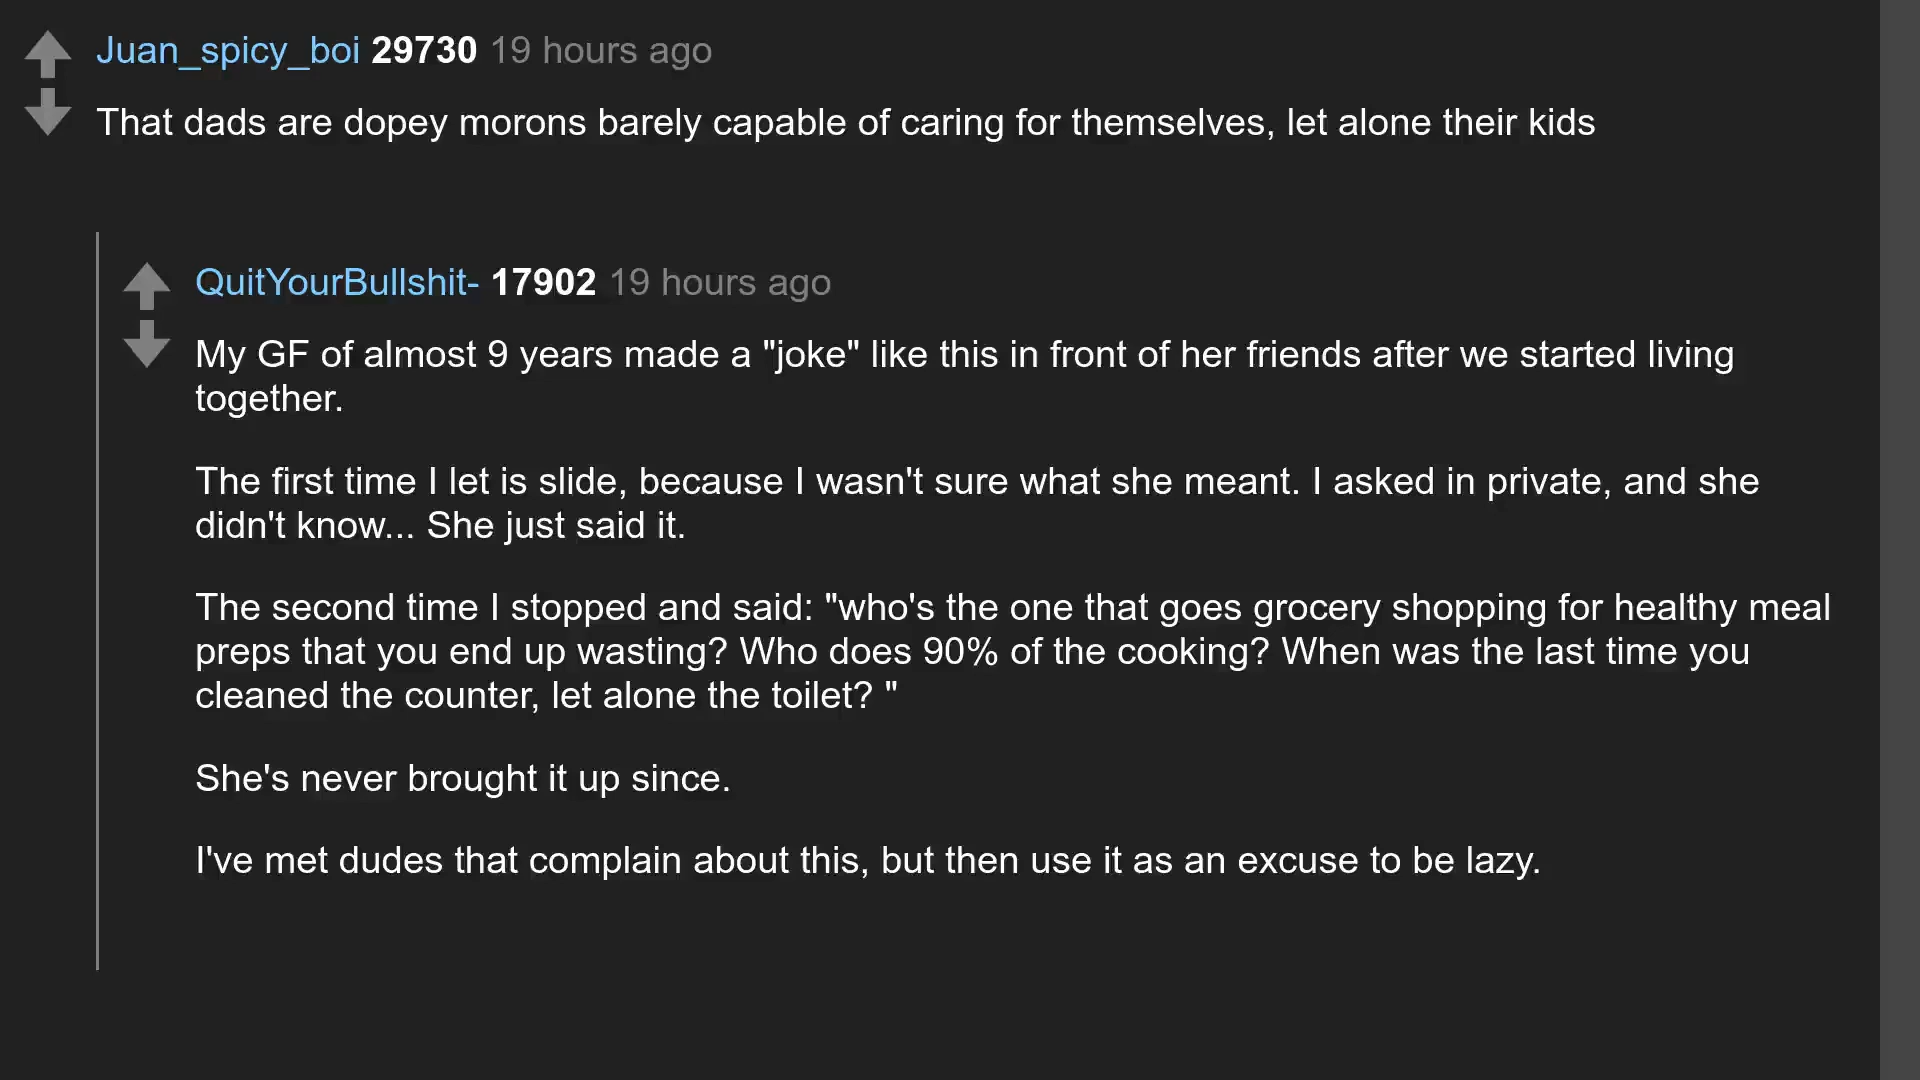 Juan_spicy_boi 29730 19 hours ago
That dads are dopey morons barely capable of caring for themselves, let alone their kids
QuitYourBullshit- 17902 19 hours ago
My GF of almost 9 years made a "joke" like this in front of her friends after we started living
together.
The first time I let is slide, because I wasn't sure what she meant. I asked in private, and she
didn't know... She just said it.
The second time I stopped and said: "who's the one that goes grocery shopping for healthy meal
preps that you end up wasting? Who does 90% of the cooking? When was the last time you
cleaned the counter, let alone the toilet? "
She's never brought it up since.
I've met dudes that complain about this, but then use it as an excuse to be lazy.